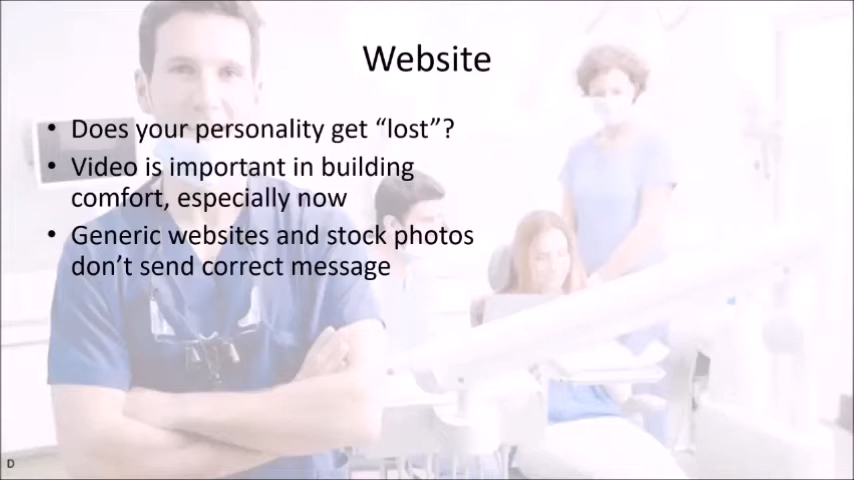 Website
• Does your personality get “lost”?
• Video is important in building
comfort, especially now
• Generic websites and stock photos
don’t send correct message
D